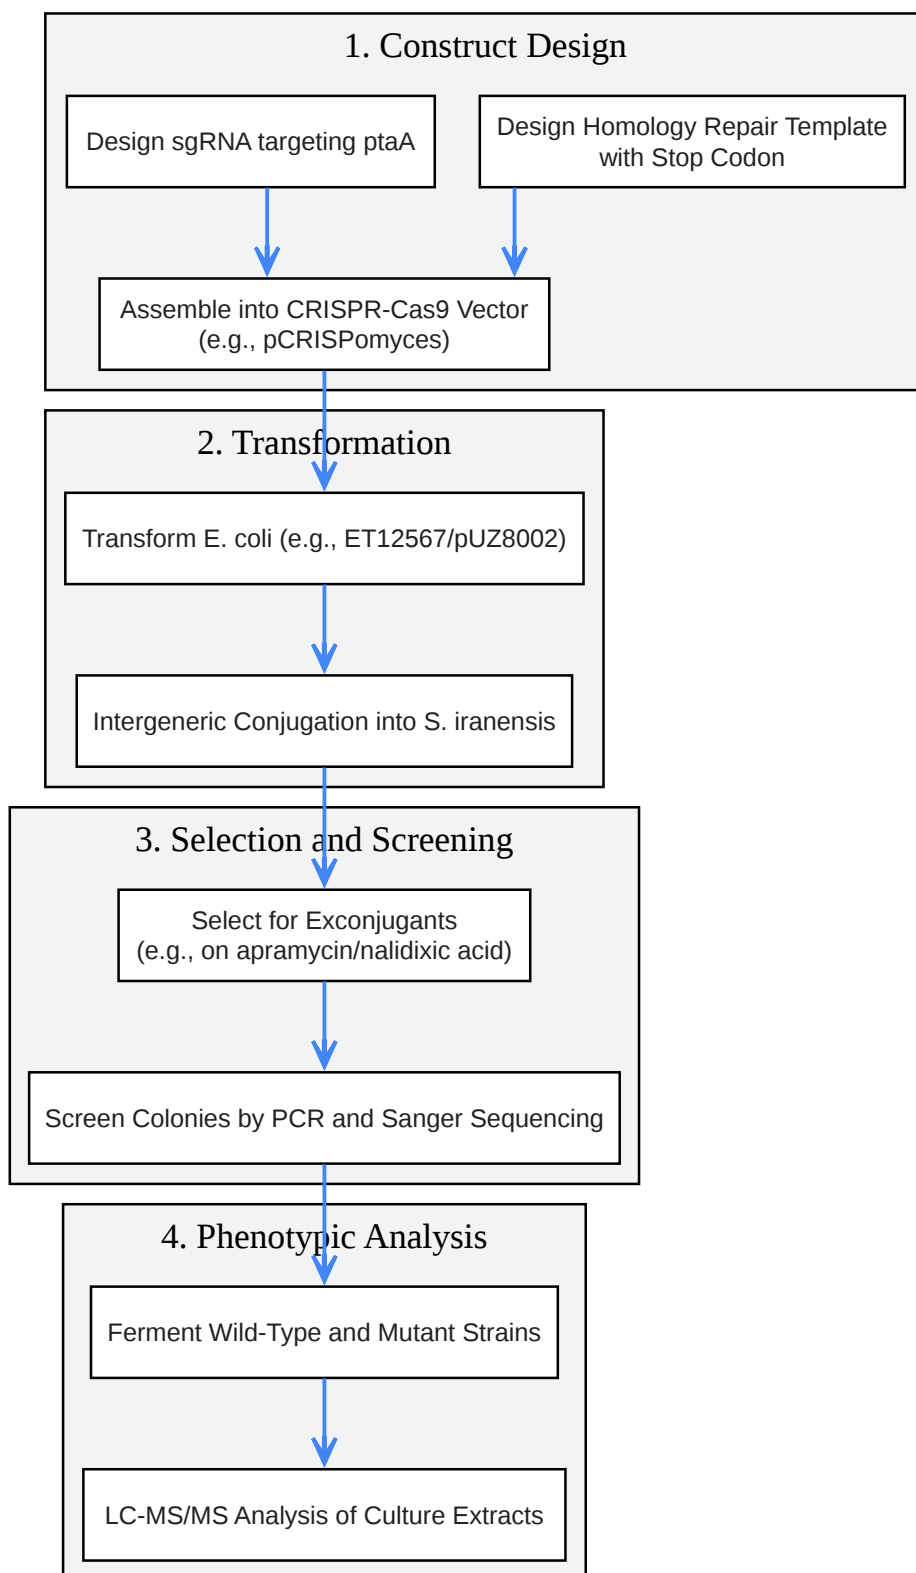 1. Construct Design
Design sgRNA targeting ptaA
Design Homology Repair Template
with Stop Codon
Assemble into CRISPR-Cas9 Vector
(e.g., pCRISPomyces)
2. Transformation
Transform E. coli (e.g., ET12567/pUZ8002)
Intergeneric Conjugation into S. iranensis
3. Selection and Screening
Select for Exconjugants
(e.g., on apramycin/nalidixic acid)
Screen Colonies by PCR and Sanger Sequencing
4. Phenotypic Analysis
Ferment Wild-Type and Mutant Strains
LC-MS/MS Analysis of Culture Extracts